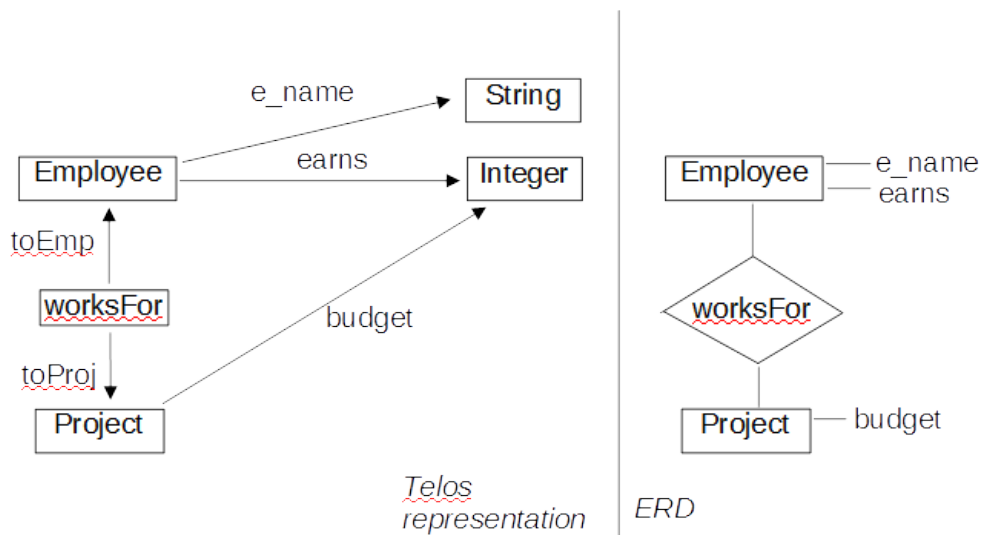 e_name
String
Employee
earns
Integer
toEmp
worksFor
budget
toProj
Project
Telos
representation
Employee
e_name
earns
worksFor
Project
budget
ERD